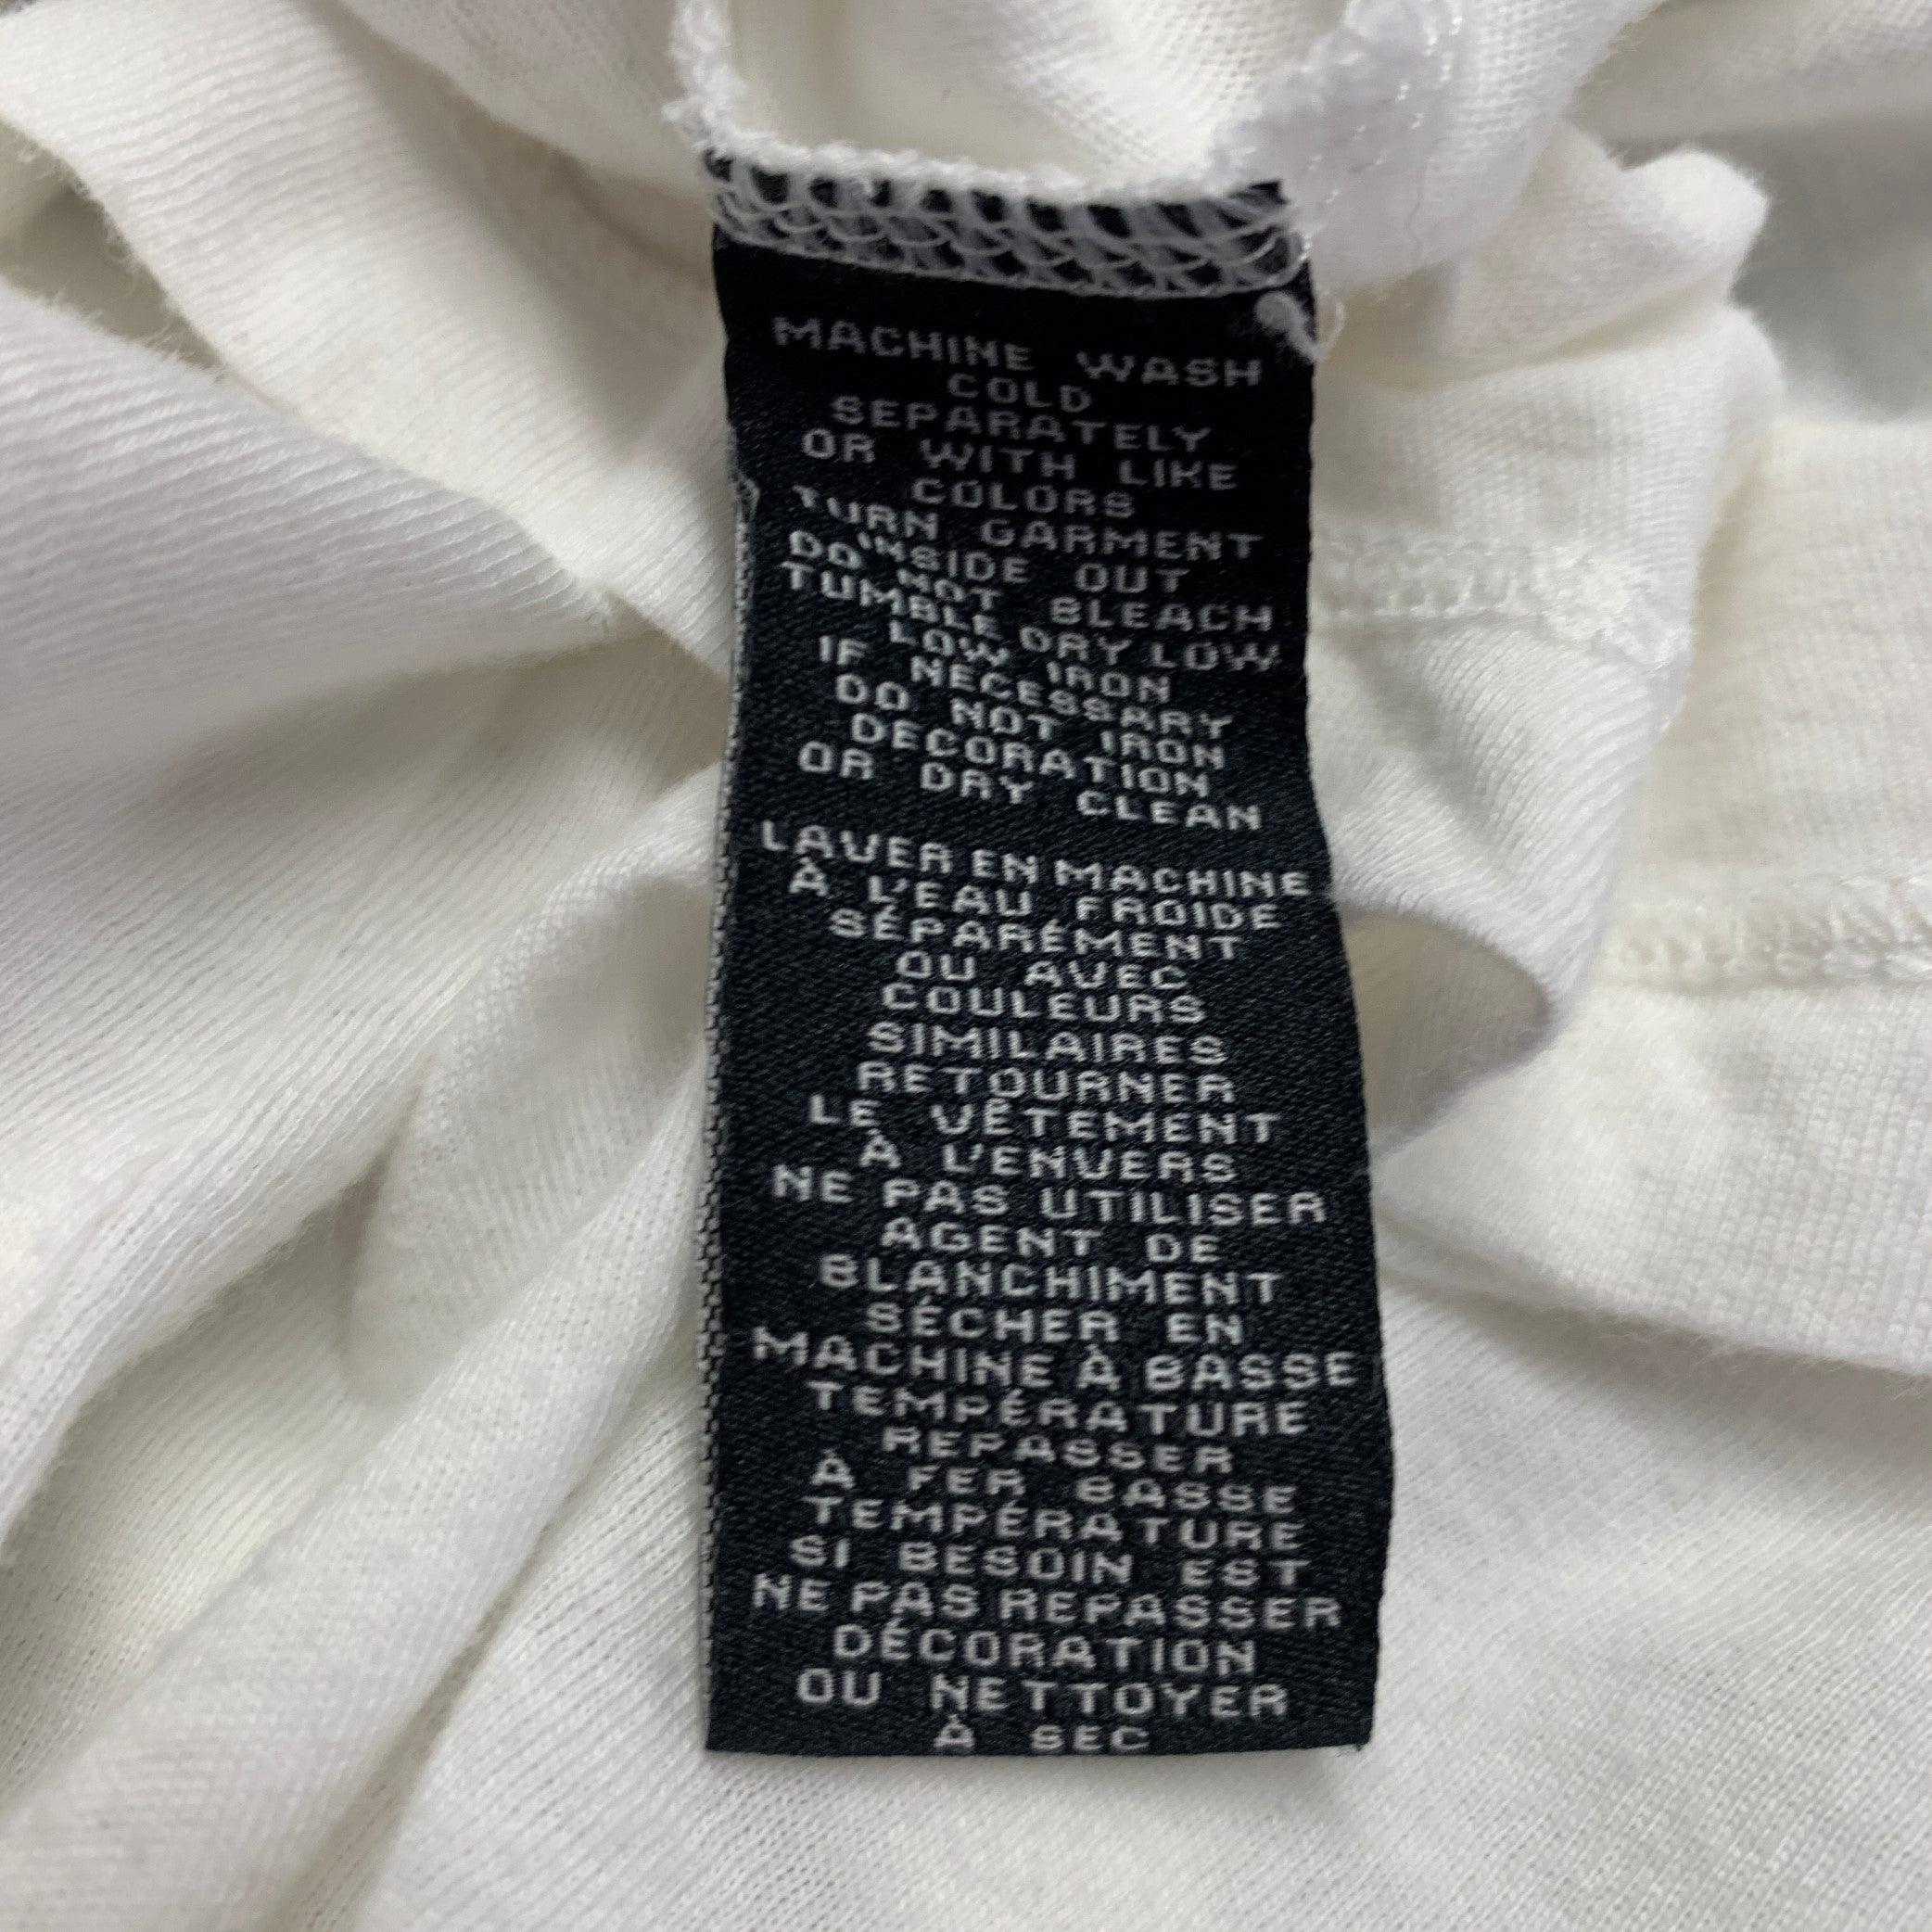 MACHINE WASH
COLD
SEPARATELY
OR WITH LIKE
COLORS
TURN GARMENT
INSIDE OUT
DO NOT BLEACH
TUMBLE DRY LOW
LOW IRON
IF NECESSARY
DO NOT IRON
DECORATION
OR DRY CLEAN
LAVER EN MACHINE
À L'EAU FROIDE
SÉPARÉMENT
OU AVEC
COULEURS
SIMILAIRES
RETOURNER
LE VÊTEMENT
À L'ENVERS
NE PAS UTILISER
AGENT DE
BLANCHIMENT
SÉCHER EN
MACHINE À BASSE
TEMPÉRATURE
REPASSER
À FER BASSE
TEMPÉRATURE
SI BESOIN EST
NE PAS REPASSER
DÉCORATION
OU NETTOYER
À SEC